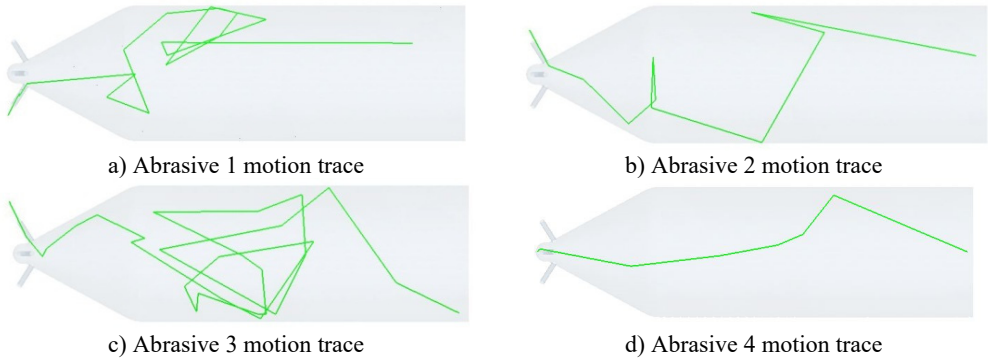 a) Abrasive 1 motion trace
b) Abrasive 2 motion trace
c) Abrasive 3 motion trace
d) Abrasive 4 motion trace